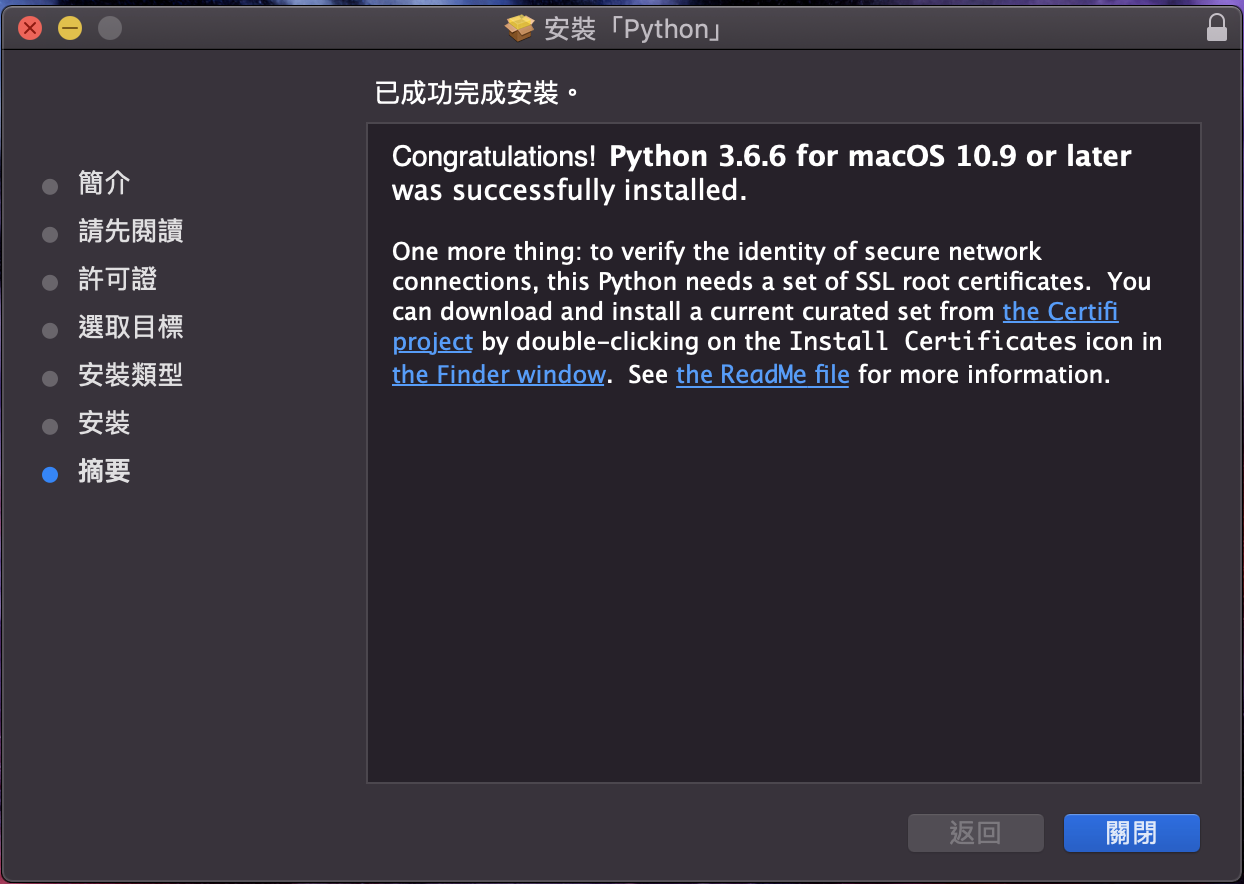 安裝「Python」
已成功完成安裝。
簡介
請先閱讀
許可證
選取目標
安裝類型
安裝
摘要
Congratulations! Python 3.6.6 for macOS 10.9 or later
was successfully installed.
One more thing: to verify the identity of secure network
connections, this Python needs a set of SSL root certificates. You
can download and install a current curated set from the Certifi
project by double-clicking on the Install Certificates icon in
the Finder window. See the ReadMe file for more information.
返回
關閉